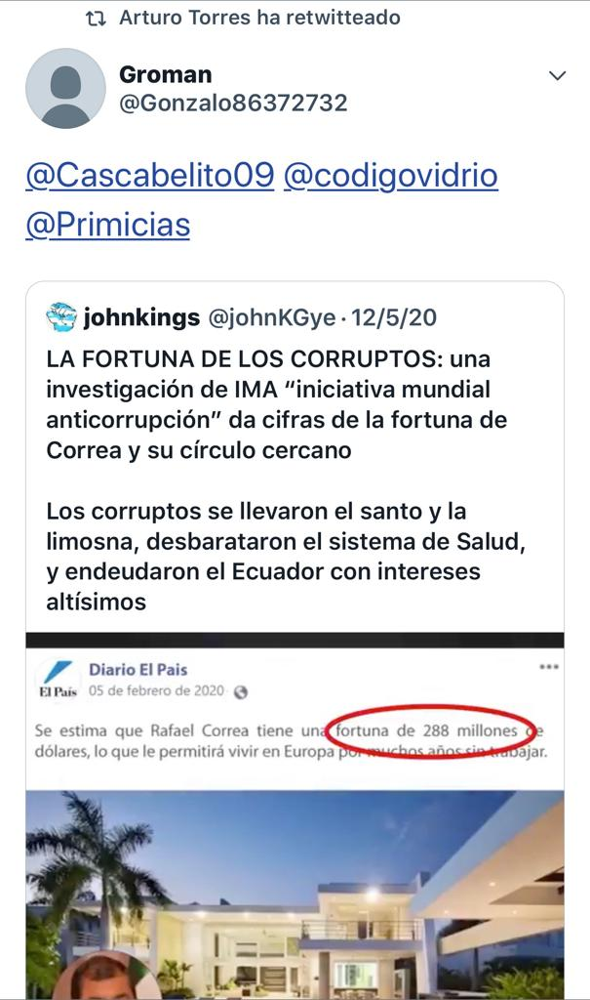 Arturo Torres ha retwitteado
Groman
@Gonzalo86372732
@Cascabelito09 @codigovidrio
@Primicias
johnkings @johnKGye · 12/5/20
LA FORTUNA DE LOS CORRUPTOS: una
investigación de IMA “iniciativa mundial
anticorrupción” da cifras de la fortuna de
Correa y su círculo cercano
Los corruptos se llevaron el santo y la
limosna, desbarataron el sistema de Salud,
y endeudaron el Ecuador con intereses
altísimos
El País
Diario El Pais
05 de febrero de 2020
Se estima que Rafael Correa tiene una fortuna de 288 millones de
dólares, lo que le permitirá vivir en Europa por muchos años sin trabajar.